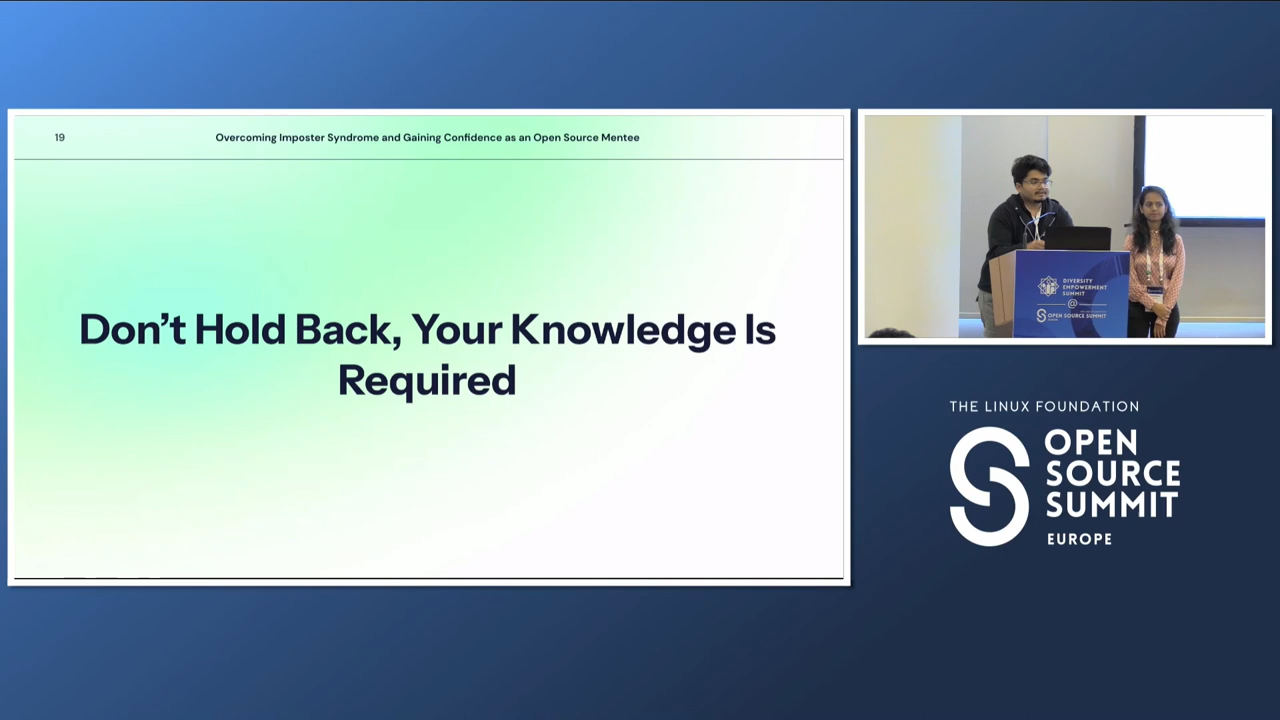 19
Overcoming Imposter Syndrome and Gaining Confidence as an Open Source Mentee
Don't Hold Back, Your Knowledge Is
Required
DIVERSITY
EMPOWERMENT
SUMMIT
@
OPEN SOURCE SUMMIT
THE LINUX FOUNDATION
OPEN
SOURCE
SUMMIT
EUROPE